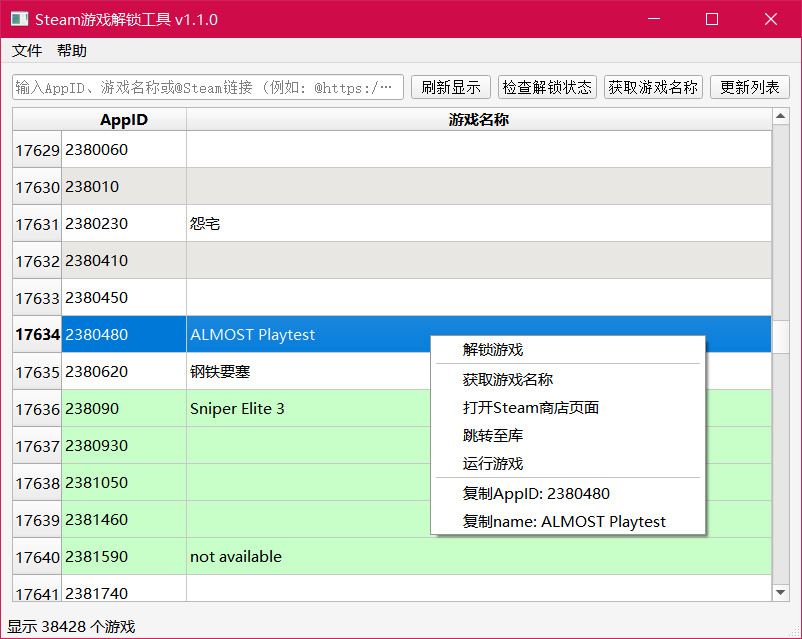 Steam游戏解锁工具 v1.1.0
文件 帮助
输入AppID、游戏名称或@Steam链接（例如: @https:/… 刷新显示 检查解锁状态 获取游戏名称 更新列表
AppID 游戏名称
17629 2380060
17630 238010
17631 2380230 怨宅
17632 2380410
17633 2380450
17634 2380480 ALMOST Playtest
17635 2380620 钢铁要塞
17636 238090 Sniper Elite 3
17637 2380930
17638 2381050
17639 2381460
17640 2381590 not available
17641 2381740
解锁游戏
获取游戏名称
打开Steam商店页面
跳转至库
运行游戏
复制AppID: 2380480
复制name: ALMOST Playtest
显示 38428 个游戏